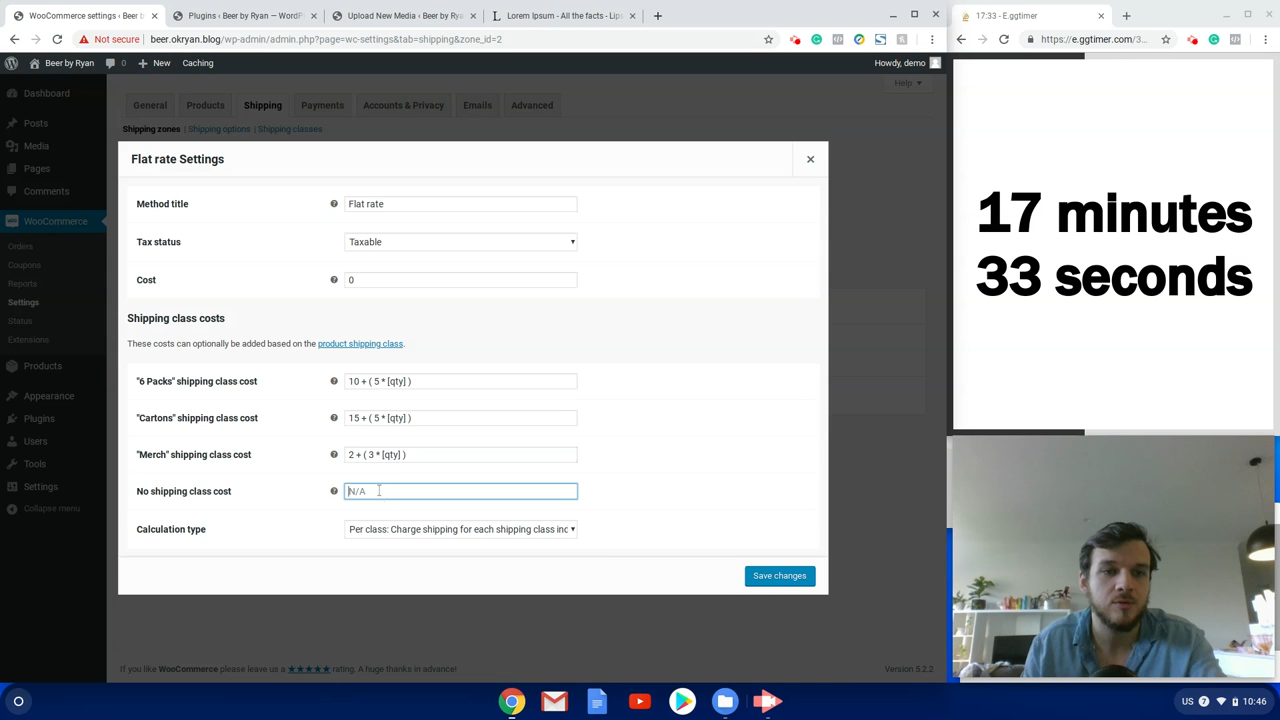 WooCommerce settings ‹ Beer b
Plugins ‹ Beer by Ryan — WordPr
Upload New Media ‹ Beer by Ryan
Lorem Ipsum - All the facts - Lips
17:33 - E.ggtimer
Not secure
beer.okryan.blog/wp-admin/admin.php?page=wc-settings&tab=shipping&zone_id=2
https://e.ggtimer.com/3...
Beer by Ryan
0
New
Caching
Howdy, demo
Help
Dashboard
Posts
Media
Pages
Comments
WooCommerce
Orders
Coupons
Reports
Settings
Status
Extensions
Products
Appearance
Plugins
Users
Tools
Settings
Collapse menu
General
Products
Shipping
Payments
Accounts & Privacy
Emails
Advanced
Shipping zones | Shipping options | Shipping classes
Flat rate Settings
Method title
Flat rate
Tax status
Taxable
Cost
0
Shipping class costs
These costs can optionally be added based on the product shipping class.
"6 Packs" shipping class cost
10 + ( 5 * [qty] )
"Cartons" shipping class cost
15 + ( 5 * [qty] )
"Merch" shipping class cost
2 + ( 3 * [qty] )
No shipping class cost
N/A
Calculation type
Per class: Charge shipping for each shipping class inc
Save changes
If you like WooCommerce please leave us a ★★★★★ rating. A huge thanks in advance!
Version 5.2.2
17 minutes
33 seconds
US
7
10:46